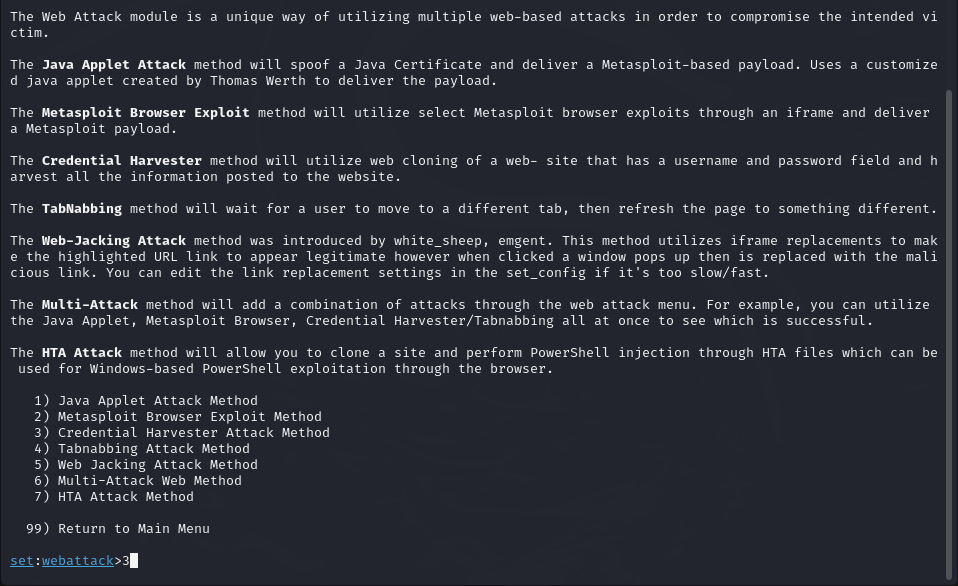 The Web Attack module is a unique way of utilizing multiple web-based attacks in order to compromise the intended vi
ctim.
The Java Applet Attack method will spoof a Java Certificate and deliver a Metasploit-based payload. Uses a customize
d java applet created by Thomas Werth to deliver the payload.
The Metasploit Browser Exploit method will utilize select Metasploit browser exploits through an iframe and deliver
a Metasploit payload.
The Credential Harvester method will utilize web cloning of a web- site that has a username and password field and h
arvest all the information posted to the website.
The TabNabbing method will wait for a user to move to a different tab, then refresh the page to something different.
The Web-Jacking Attack method was introduced by white_sheep, emgent. This method utilizes iframe replacements to mak
e the highlighted URL link to appear legitimate however when clicked a window pops up then is replaced with the mali
cious link. You can edit the link replacement settings in the set_config if it's too slow/fast.
The Multi-Attack method will add a combination of attacks through the web attack menu. For example, you can utilize
the Java Applet, Metasploit Browser, Credential Harvester/Tabnabbing all at once to see which is successful.
The HTA Attack method will allow you to clone a site and perform PowerShell injection through HTA files which can be
used for Windows-based PowerShell exploitation through the browser.
1) Java Applet Attack Method
2) Metasploit Browser Exploit Method
3) Credential Harvester Attack Method
4) Tabnabbing Attack Method
5) Web Jacking Attack Method
6) Multi-Attack Web Method
7) HTA Attack Method
99) Return to Main Menu
set:webattack>3